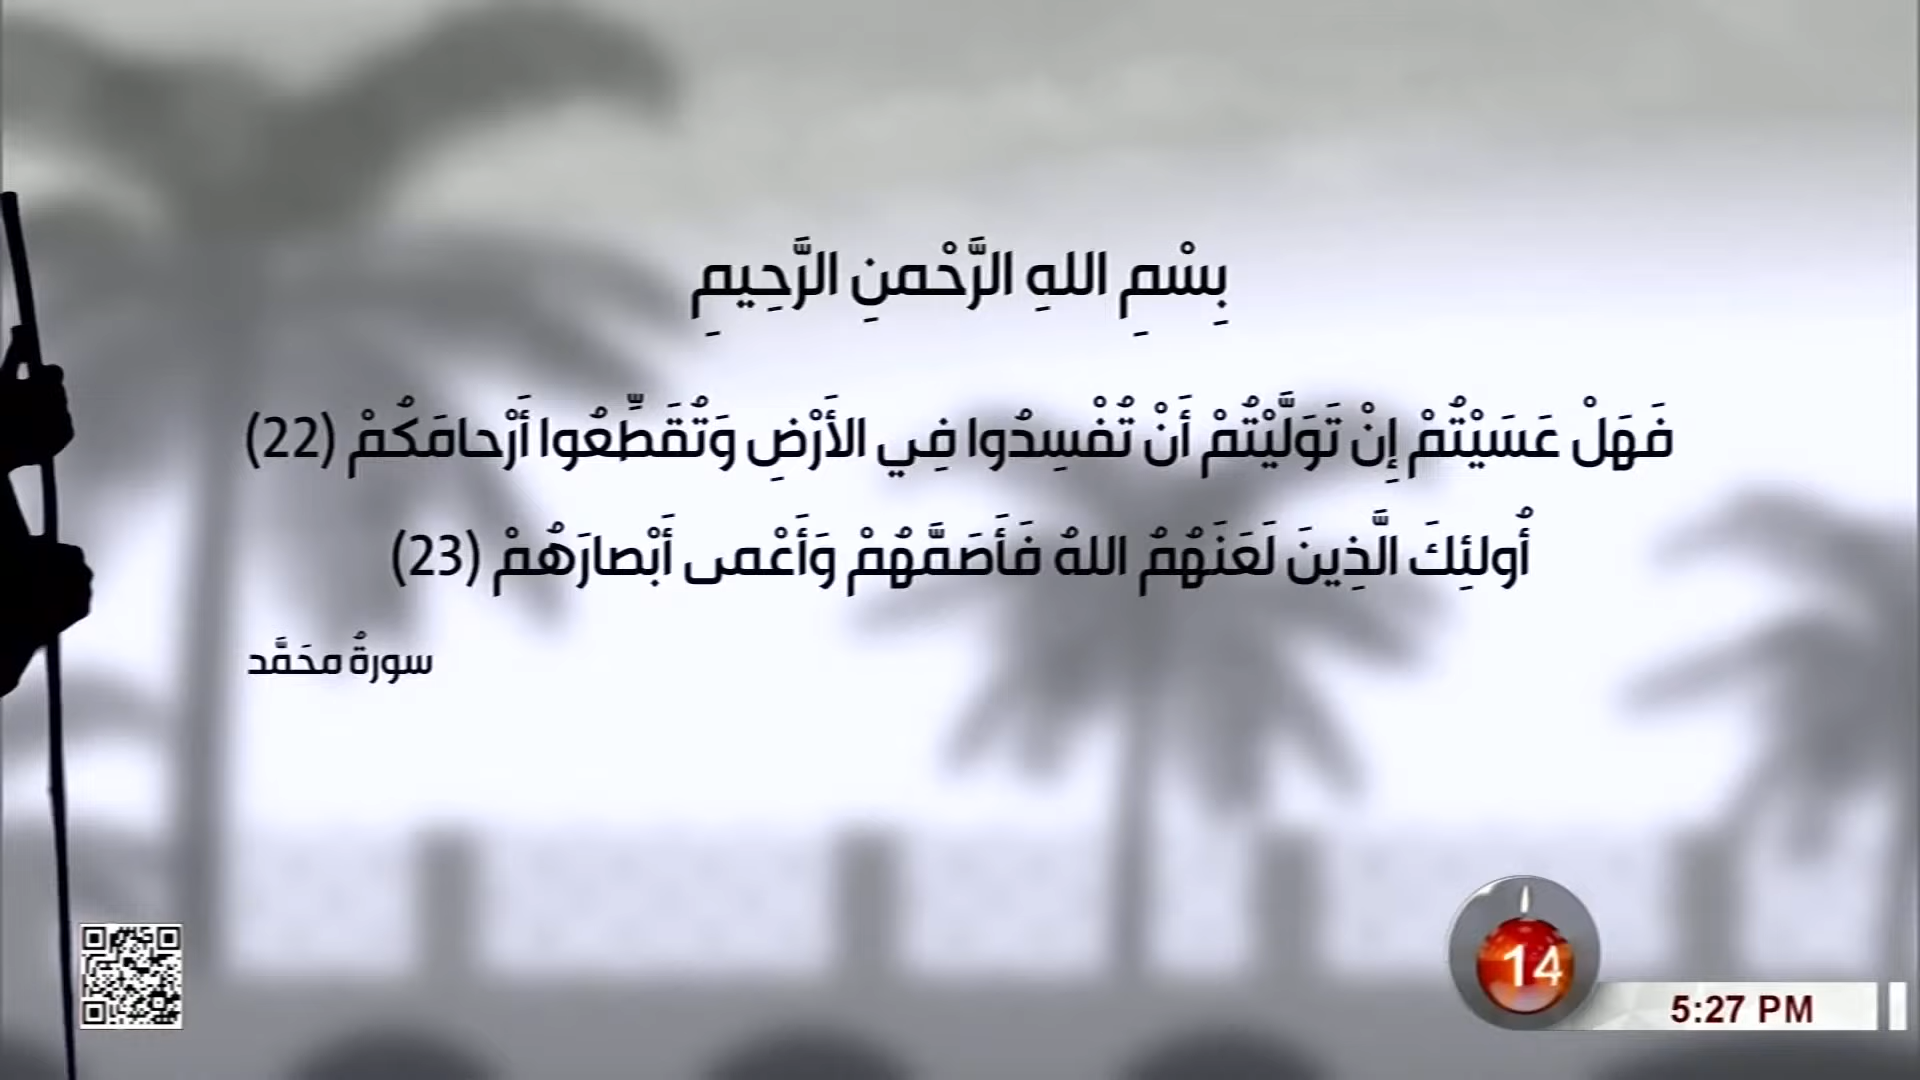 بِسْمِ اللهِ الرَّحْمنِ الرَّحِيمِ
فَهَلْ عَسَيْتُمْ إِنْ تَوَلَّيْتُمْ أَنْ تُفْسِدُوا فِي الأَرْضِ وَتُقَطِّعُوا أَرْحامَكُمْ (22)
أُولئِكَ الَّذِينَ لَعَنَهُمُ اللهُ فَأَصَمَّهُمْ وَأَعْمى أَبْصارَهُمْ (23)
سورةُ محَمَّد
14
5:27 PM